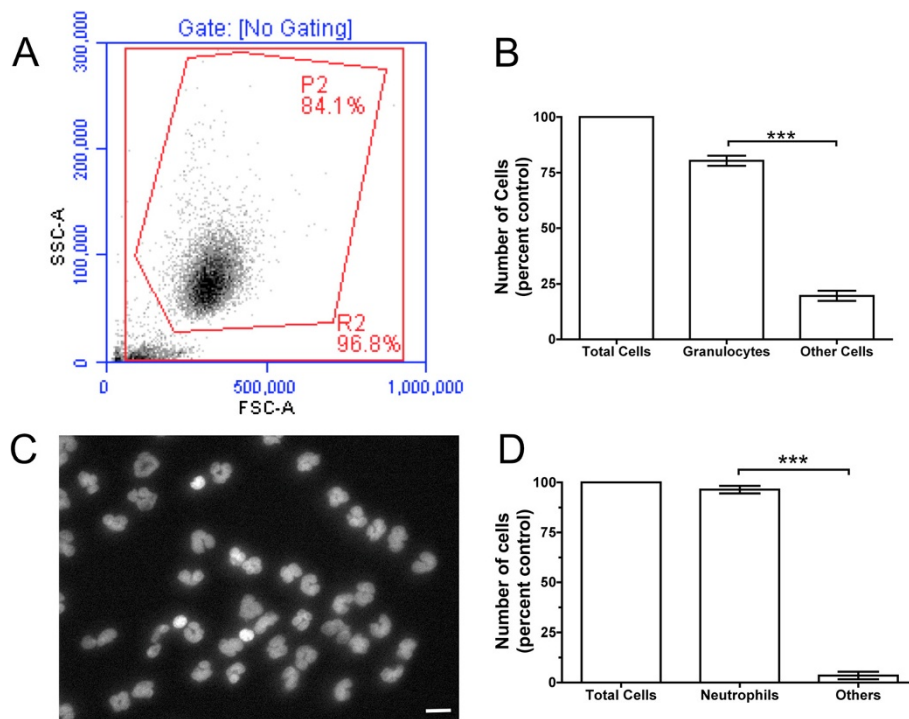 A
Gate: [No Gating]
300,000
200,000
100,000
0
SSC-A
P2
84.1%
R2
96.8%
0
500,000
1,000,000
FSC-A
B
Number of Cells
(percent control)
100
75
50
25
0
***
Total Cells
Granulocytes
Other Cells
C
D
Number of cells
(percent control)
100
75
50
25
0
***
Total Cells
Neutrophils
Others